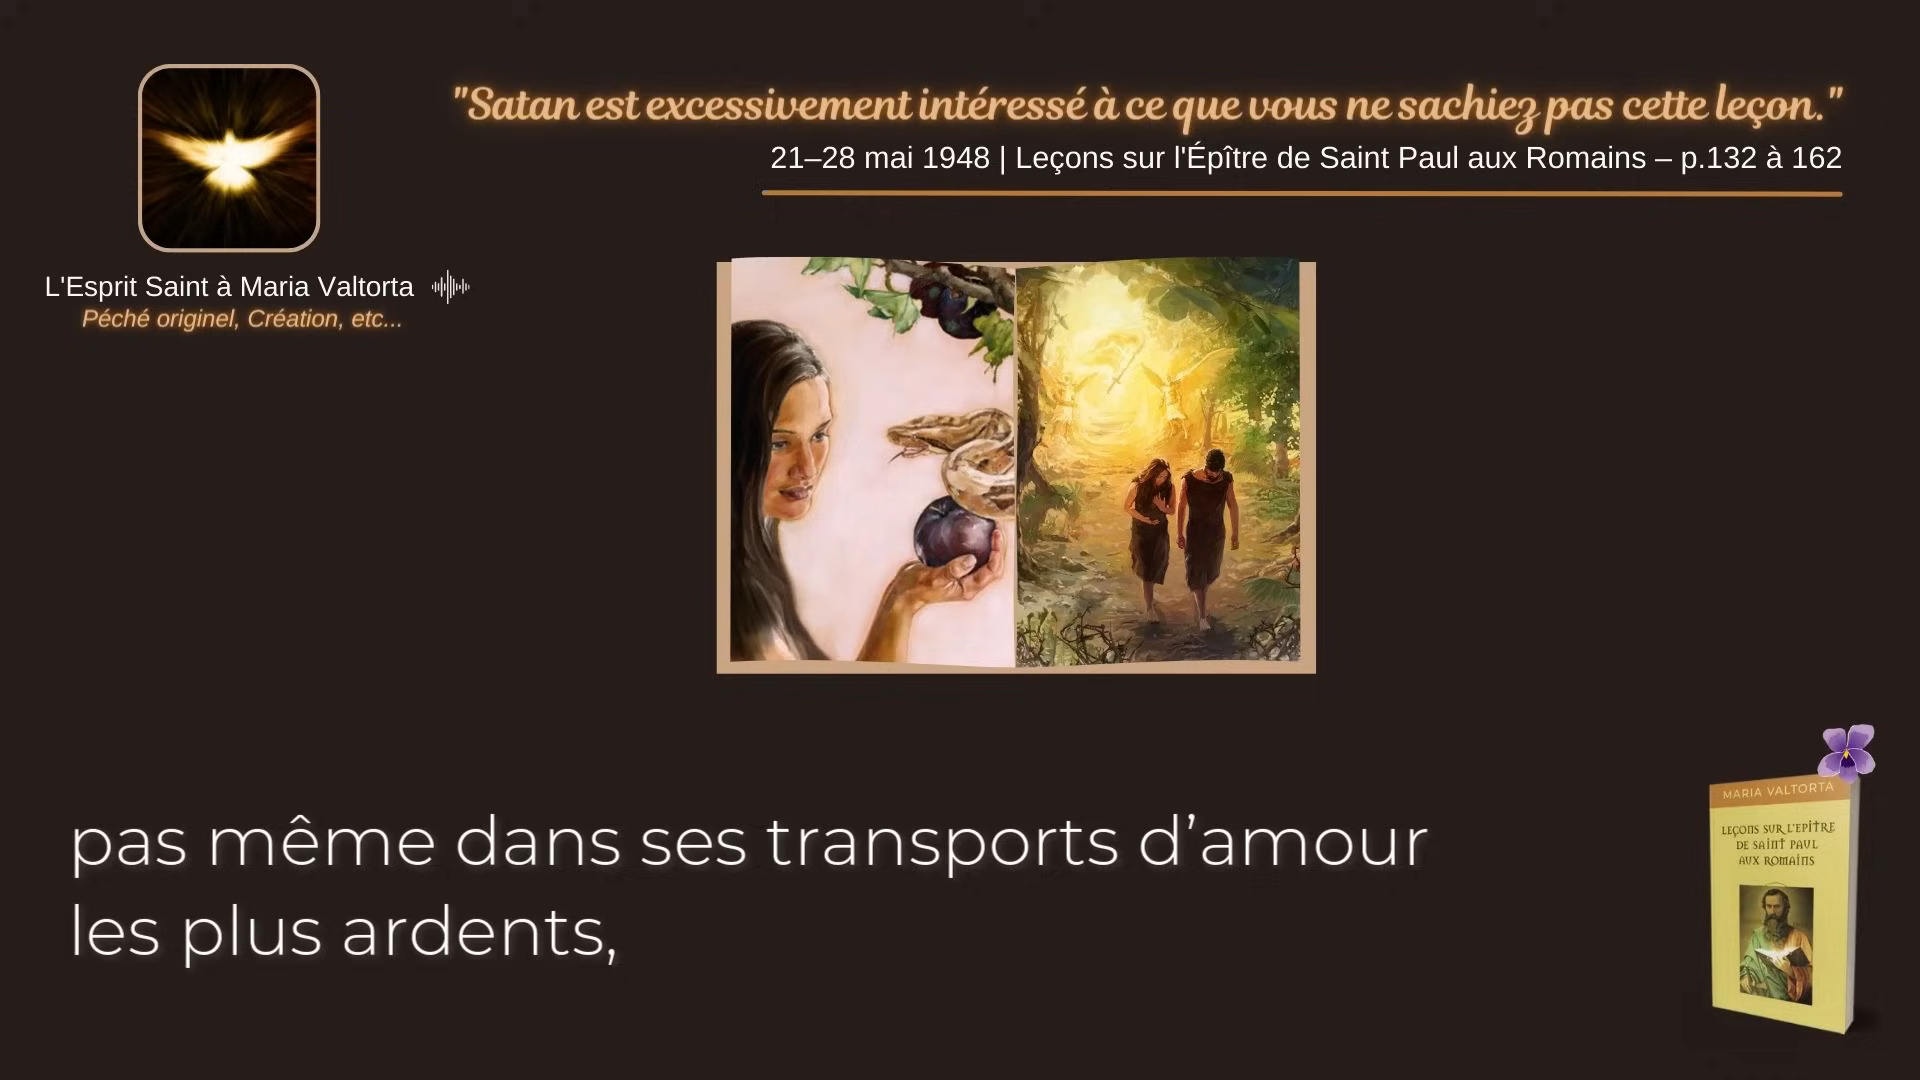 "Satan est excessivement intéressé à ce que vous ne sachiez pas cette leçon."
21–28 mai 1948 | Leçons sur l'Épître de Saint Paul aux Romains – p.132 à 162
L'Esprit Saint à Maria Valtorta
Péché originel, Création, etc...
pas même dans ses transports d’amour
les plus ardents,
MARIA VALTORTA
LEÇONS SUR L'EPÎTRE
DE SAINT PAUL
AUX ROMAINS